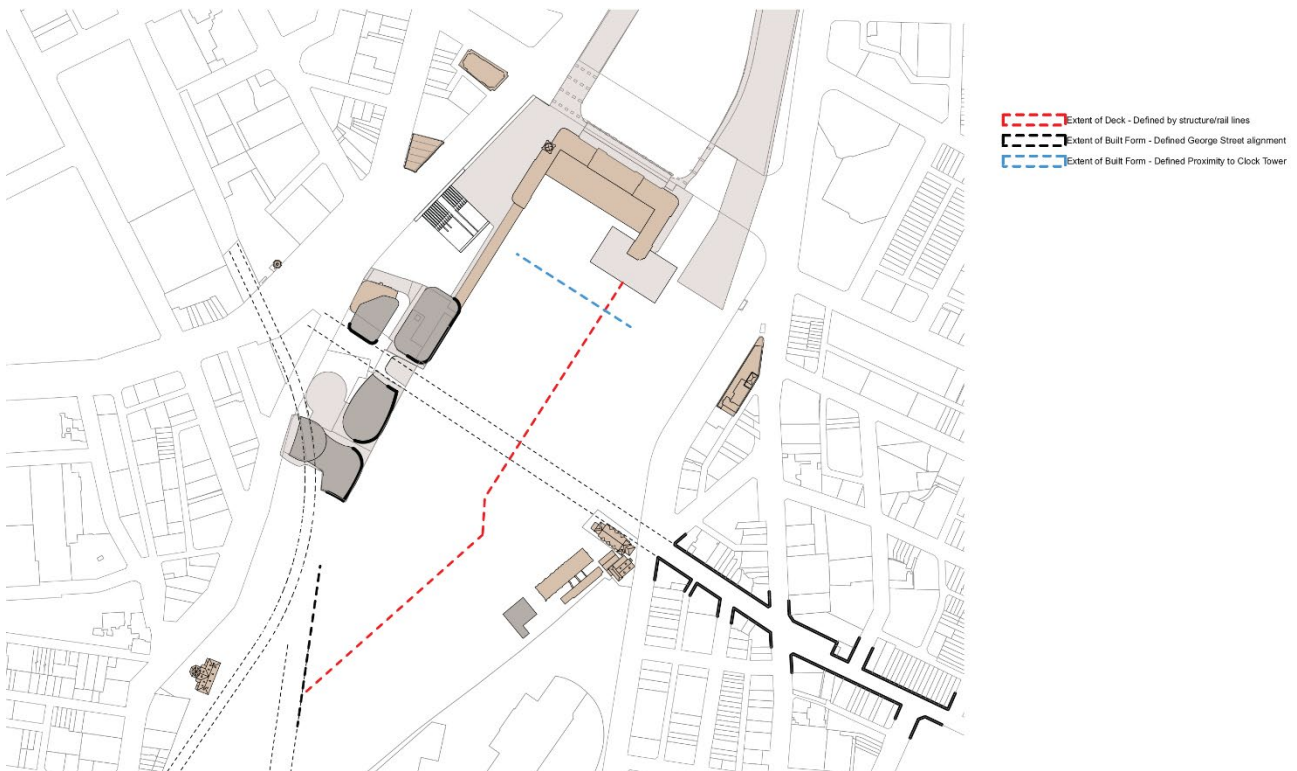 Extent of Deck - Defined by structure/rail lines
Extent of Built Form - Defined George Street alignment
Extent of Built Form - Defined Proximity to Clock Tower